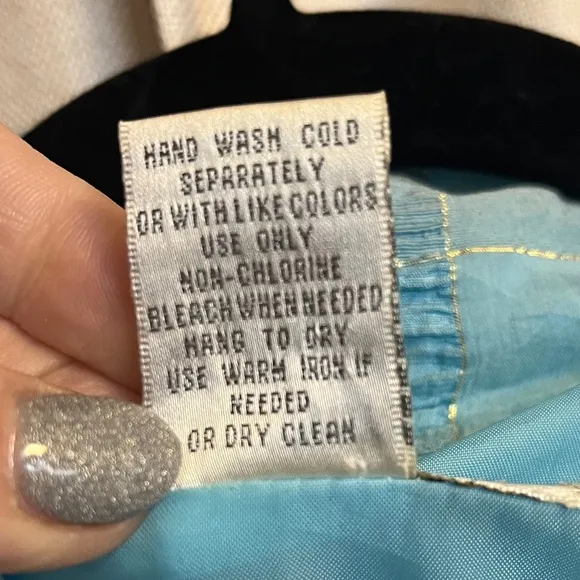 HAND WASH COLD
SEPARATELY
OR WITH LIKE COLORS
USE ONLY
NON-CHLORINE
BLEACH WHEN NEEDED
HANG TO DRY
USE WARM IRON IF
NEEDED
OR DRY CLEAN